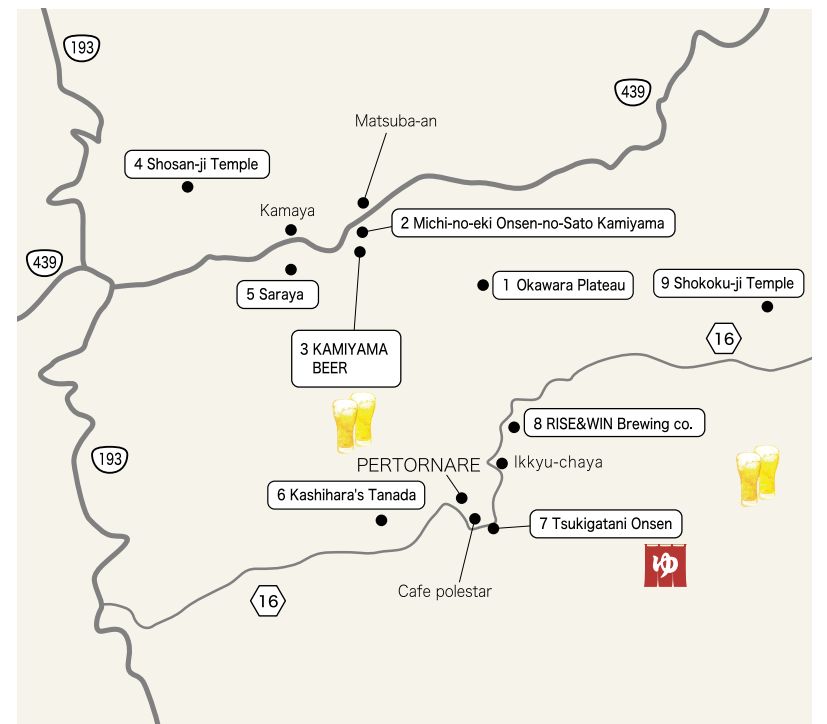 193
439
Matsuba-an
4 Shosan-ji Temple
Kamaya
2 Michi-no-eki Onsen-no-Sato Kamiyama
439
5 Saraya
1 Okawara Plateau
9 Shokoku-ji Temple
16
3 KAMIYAMA
BEER
8 RISE&WIN Brewing co.
193
PERTORNARE
Ikkyu-chaya
6 Kashihara's Tanada
7 Tsukigatani Onsen
ゆ
Cafe polestar
16